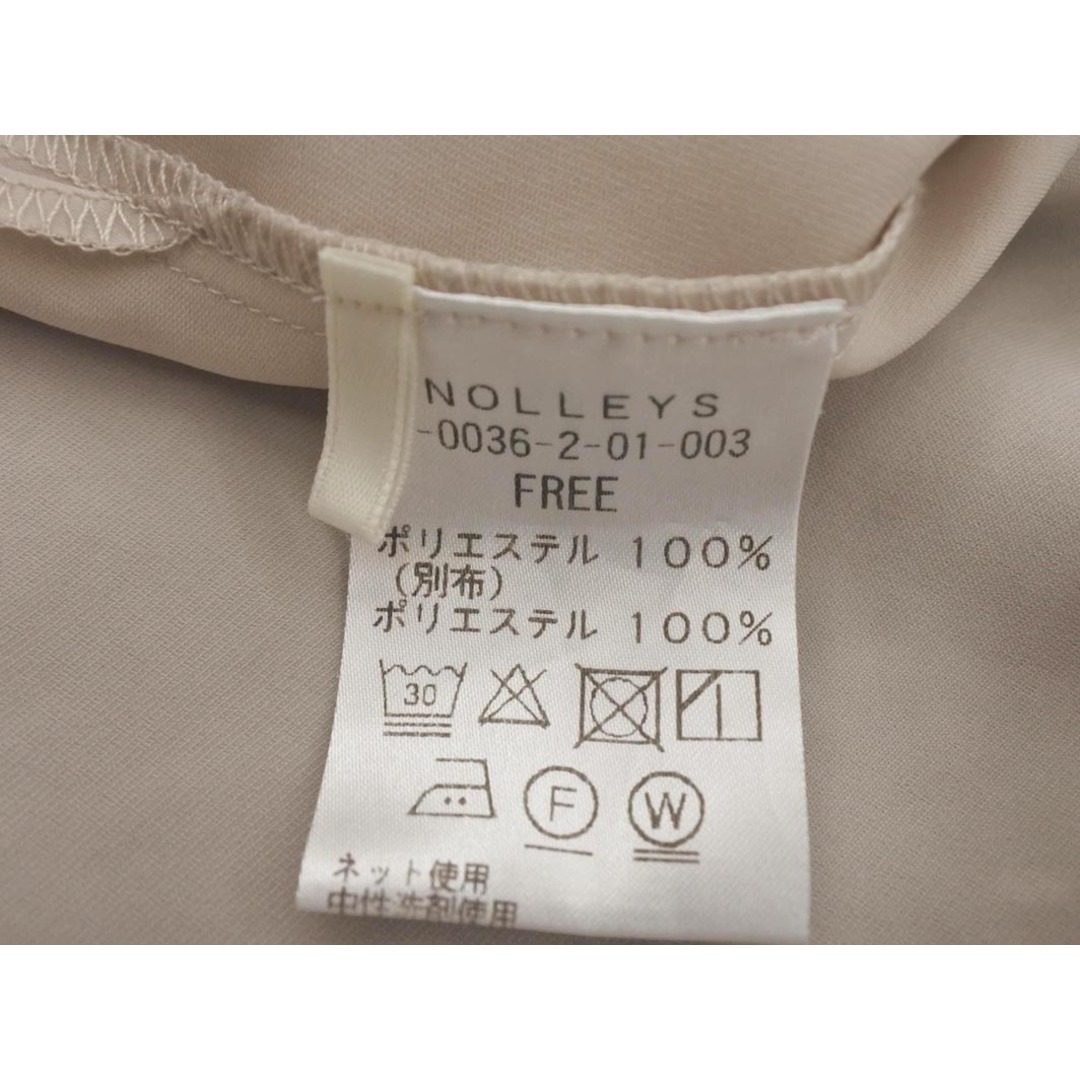 NOLLEYS
-0036-2-01-003
FREE
ポリエステル 100%
(別布)
ポリエステル 100%
30
F W
ネット使用
中性洗剤使用